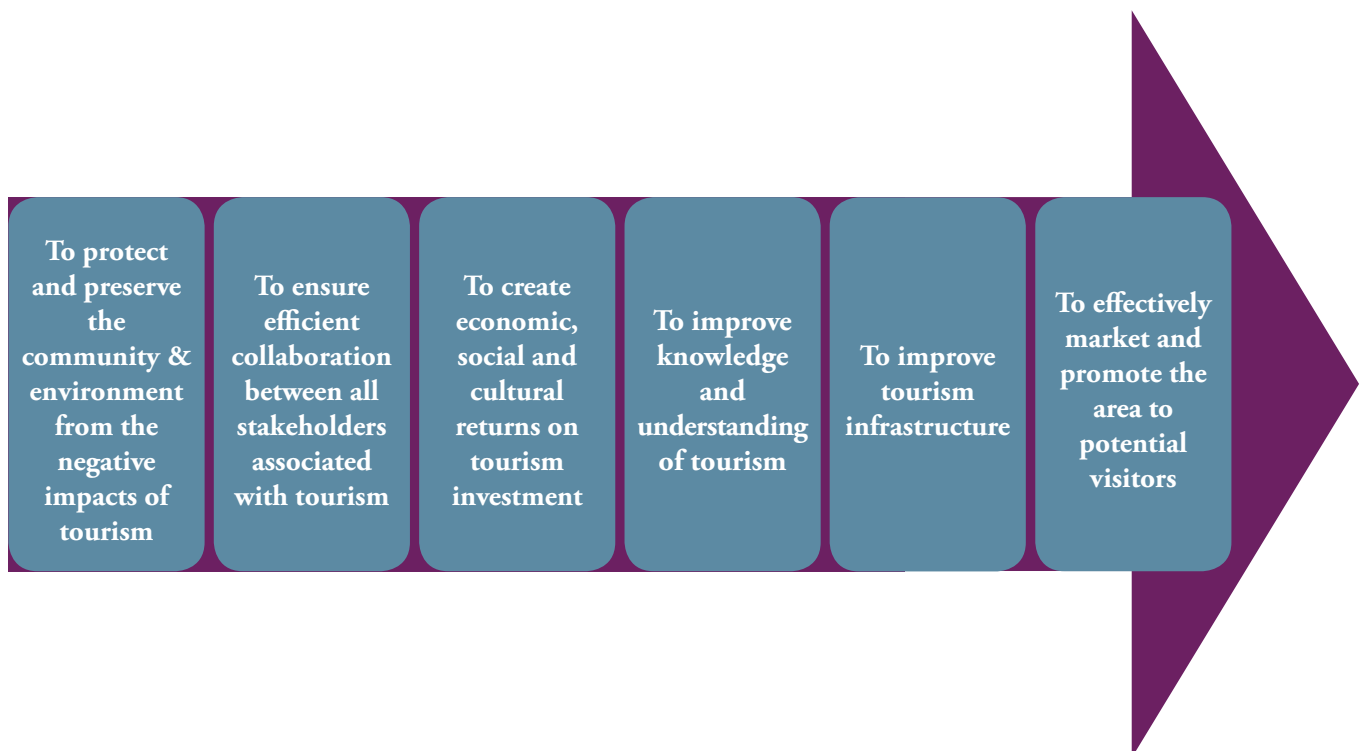 To protect
and preserve
the
community &
environment
from the
negative
impacts of
tourism
To ensure
efficient
collaboration
between all
stakeholders
associated
with tourism
To create
economic,
social and
cultural
returns on
tourism
investment
To improve
knowledge
and
understanding
of tourism
To improve
tourism
infrastructure
To effectively
market and
promote the
area to
potential
visitors